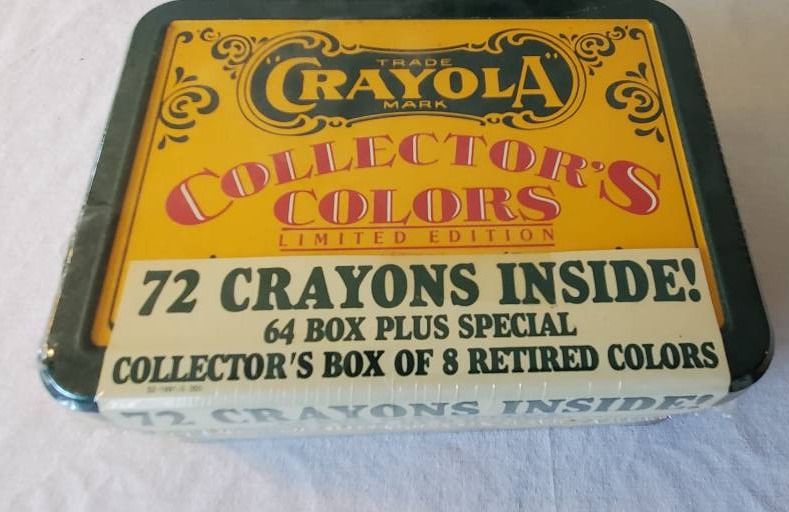 TRADE
"CRAYOLA"
MARK
COLLECTOR'S
COLORS
LIMITED EDITION
72 CRAYONS INSIDE!
64 BOX PLUS SPECIAL
COLLECTOR'S BOX OF 8 RETIRED COLORS
72 CRAYONS INSIDE!